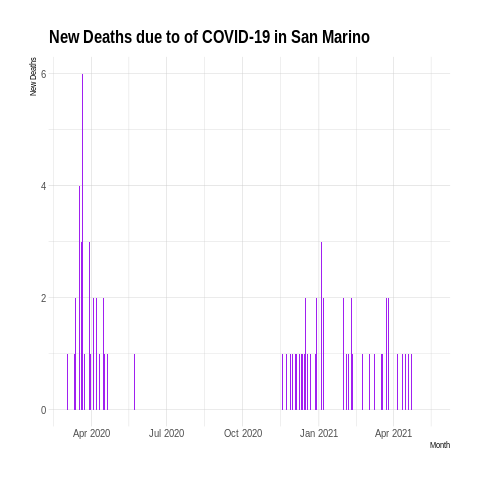 New Deaths due to of COVID-19 in San Marino
New Deaths
6
4
2
0
Apr 2020 Jul 2020 Oct 2020 Jan 2021 Apr 2021
Month